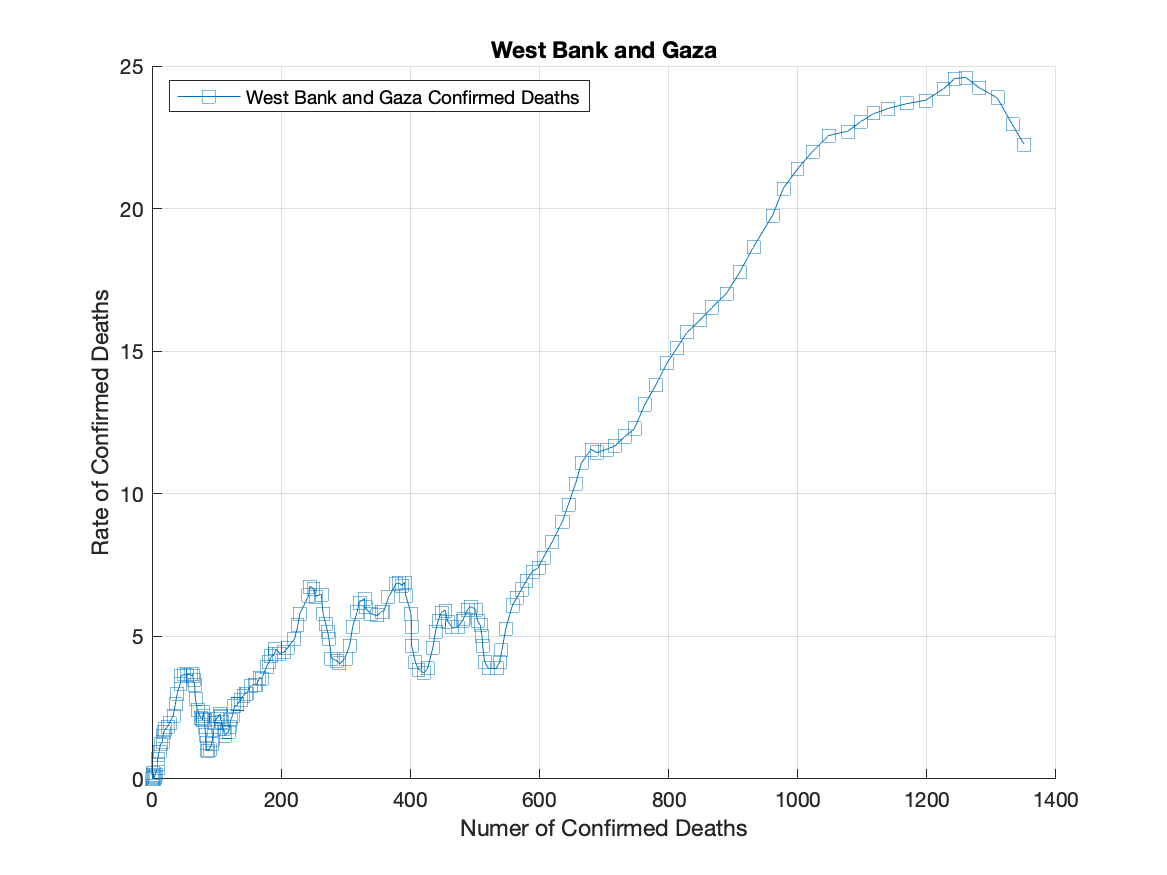 West Bank and Gaza
West Bank and Gaza Confirmed Deaths
Rate of Confirmed Deaths
25
20
15
10
5
0
0 200 400 600 800 1000 1200 1400
Numer of Confirmed Deaths